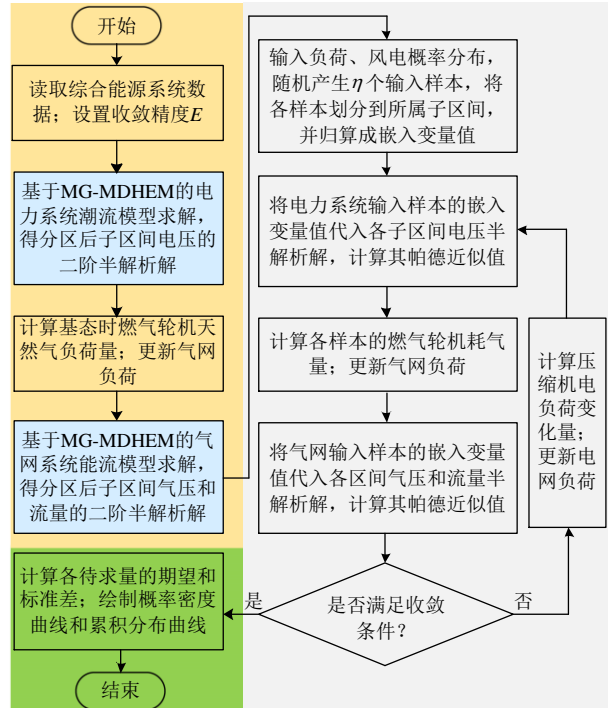 开始
读取综合能源系统数
据；设置收敛精度E
基于MG-MDHEM的电
力系统潮流模型求解，
得分区后子区间电压的
二阶半解析解
计算基态时燃气轮机天
然气负荷量；更新气网
负荷
基于MG-MDHEM的气
网系统能流模型求解，
得分区后子区间气压和
流量的二阶半解析解
输入负荷、风电概率分布，
随机产生η个输入样本，将
各样本划分到所属子区间，
并归算成嵌入变量值
将电力系统输入样本的嵌入
变量值代入各子区间电压半
解析解，计算其帕德近似值
计算各样本的燃气轮机耗气
量；更新气网负荷
将气网输入样本的嵌入变量
值代入各区间气压和流量半
解析解，计算其帕德近似值
是否满足收敛
条件？
否
计算压
缩机电
负荷变
化量；
更新电
网负荷
是
计算各待求量的期望和
标准差；绘制概率密度
曲线和累积分布曲线
结束